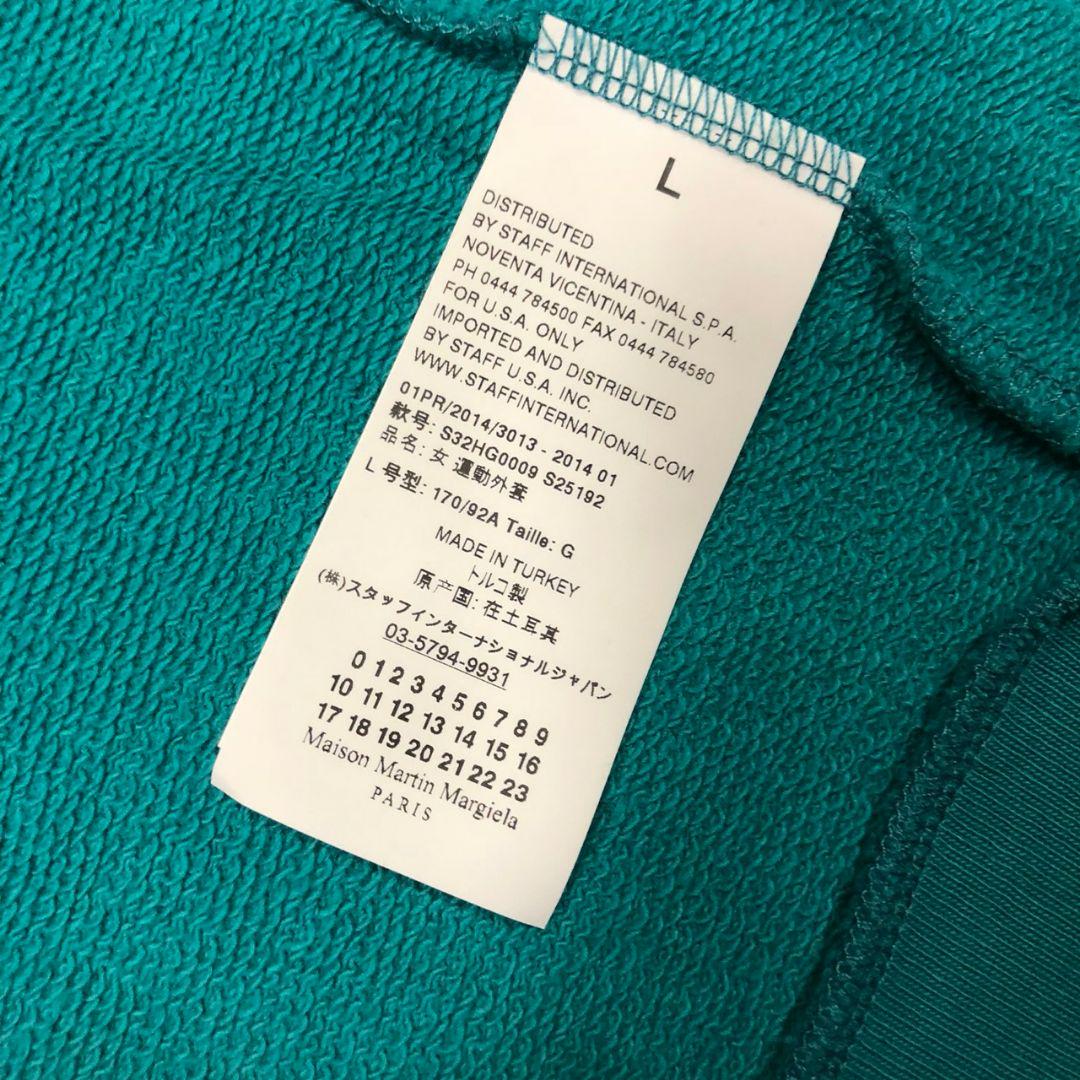 L
DISTRIBUTED
BY STAFF INTERNATIONAL S.P.A.
NOVENTA VICENTINA - ITALY
PH 0444 784500 FAX 0444 784580
FOR U.S.A. ONLY
IMPORTED AND DISTRIBUTED
BY STAFF U.S.A. INC.
WWW.STAFFINTERNATIONAL.COM
01PR/2014/3013 - 2014 01
款号: S32HG0009 S25192
品名: 女 運動外套
L 号型: 170/92A Taille: G
MADE IN TURKEY
トルコ製
原产国: 在土耳其
(株)スタッフインターナショナルジャパン
03-5794-9931
0 1 2 3 4 5 6 7 8 9
10 11 12 13 14 15 16
17 18 19 20 21 22 23
Maison Martin Margiela
PARIS